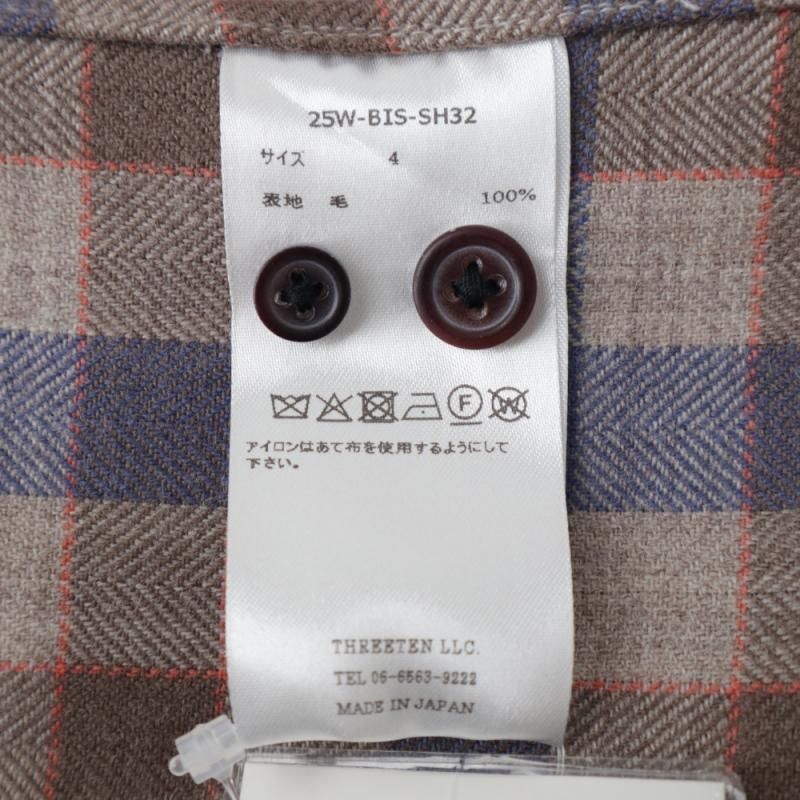 25W-BIS-SH32
サイズ 4
表地 毛 100%
F W
アイロンはあて布を使用するようにして
下さい。
THREETEN LLC.
TEL 06-6563-9222
MADE IN JAPAN